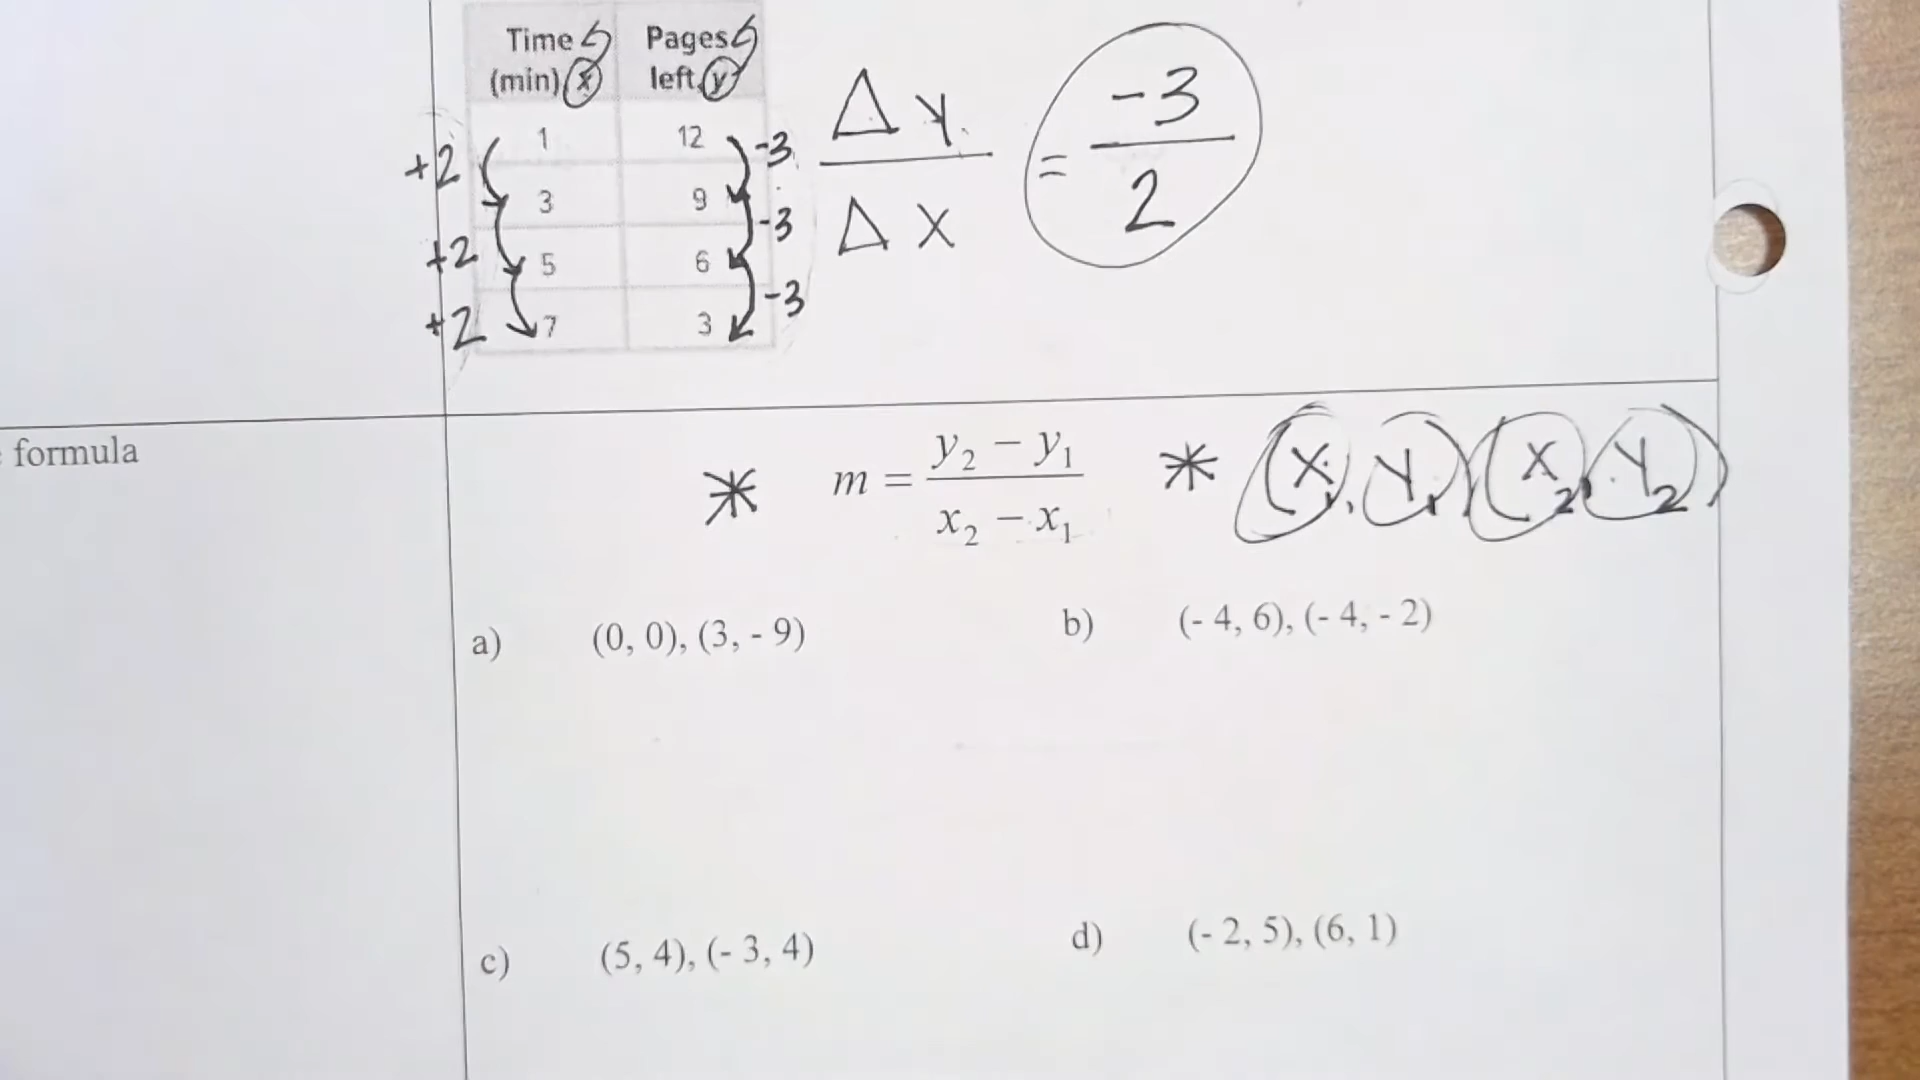 Time Pages
(min) x left y
1 12
3 9
5 6
7 3
+2 +2 +2
-3 -3 -3
Δy / Δx = -3 / 2
formula
* m = y₂ − y₁ / x₂ − x₁ * (x₁, y₁) (x₂, y₂)
a) (0, 0), (3, - 9) b) (- 4, 6), (- 4, - 2)
c) (5, 4), (- 3, 4) d) (- 2, 5), (6, 1)